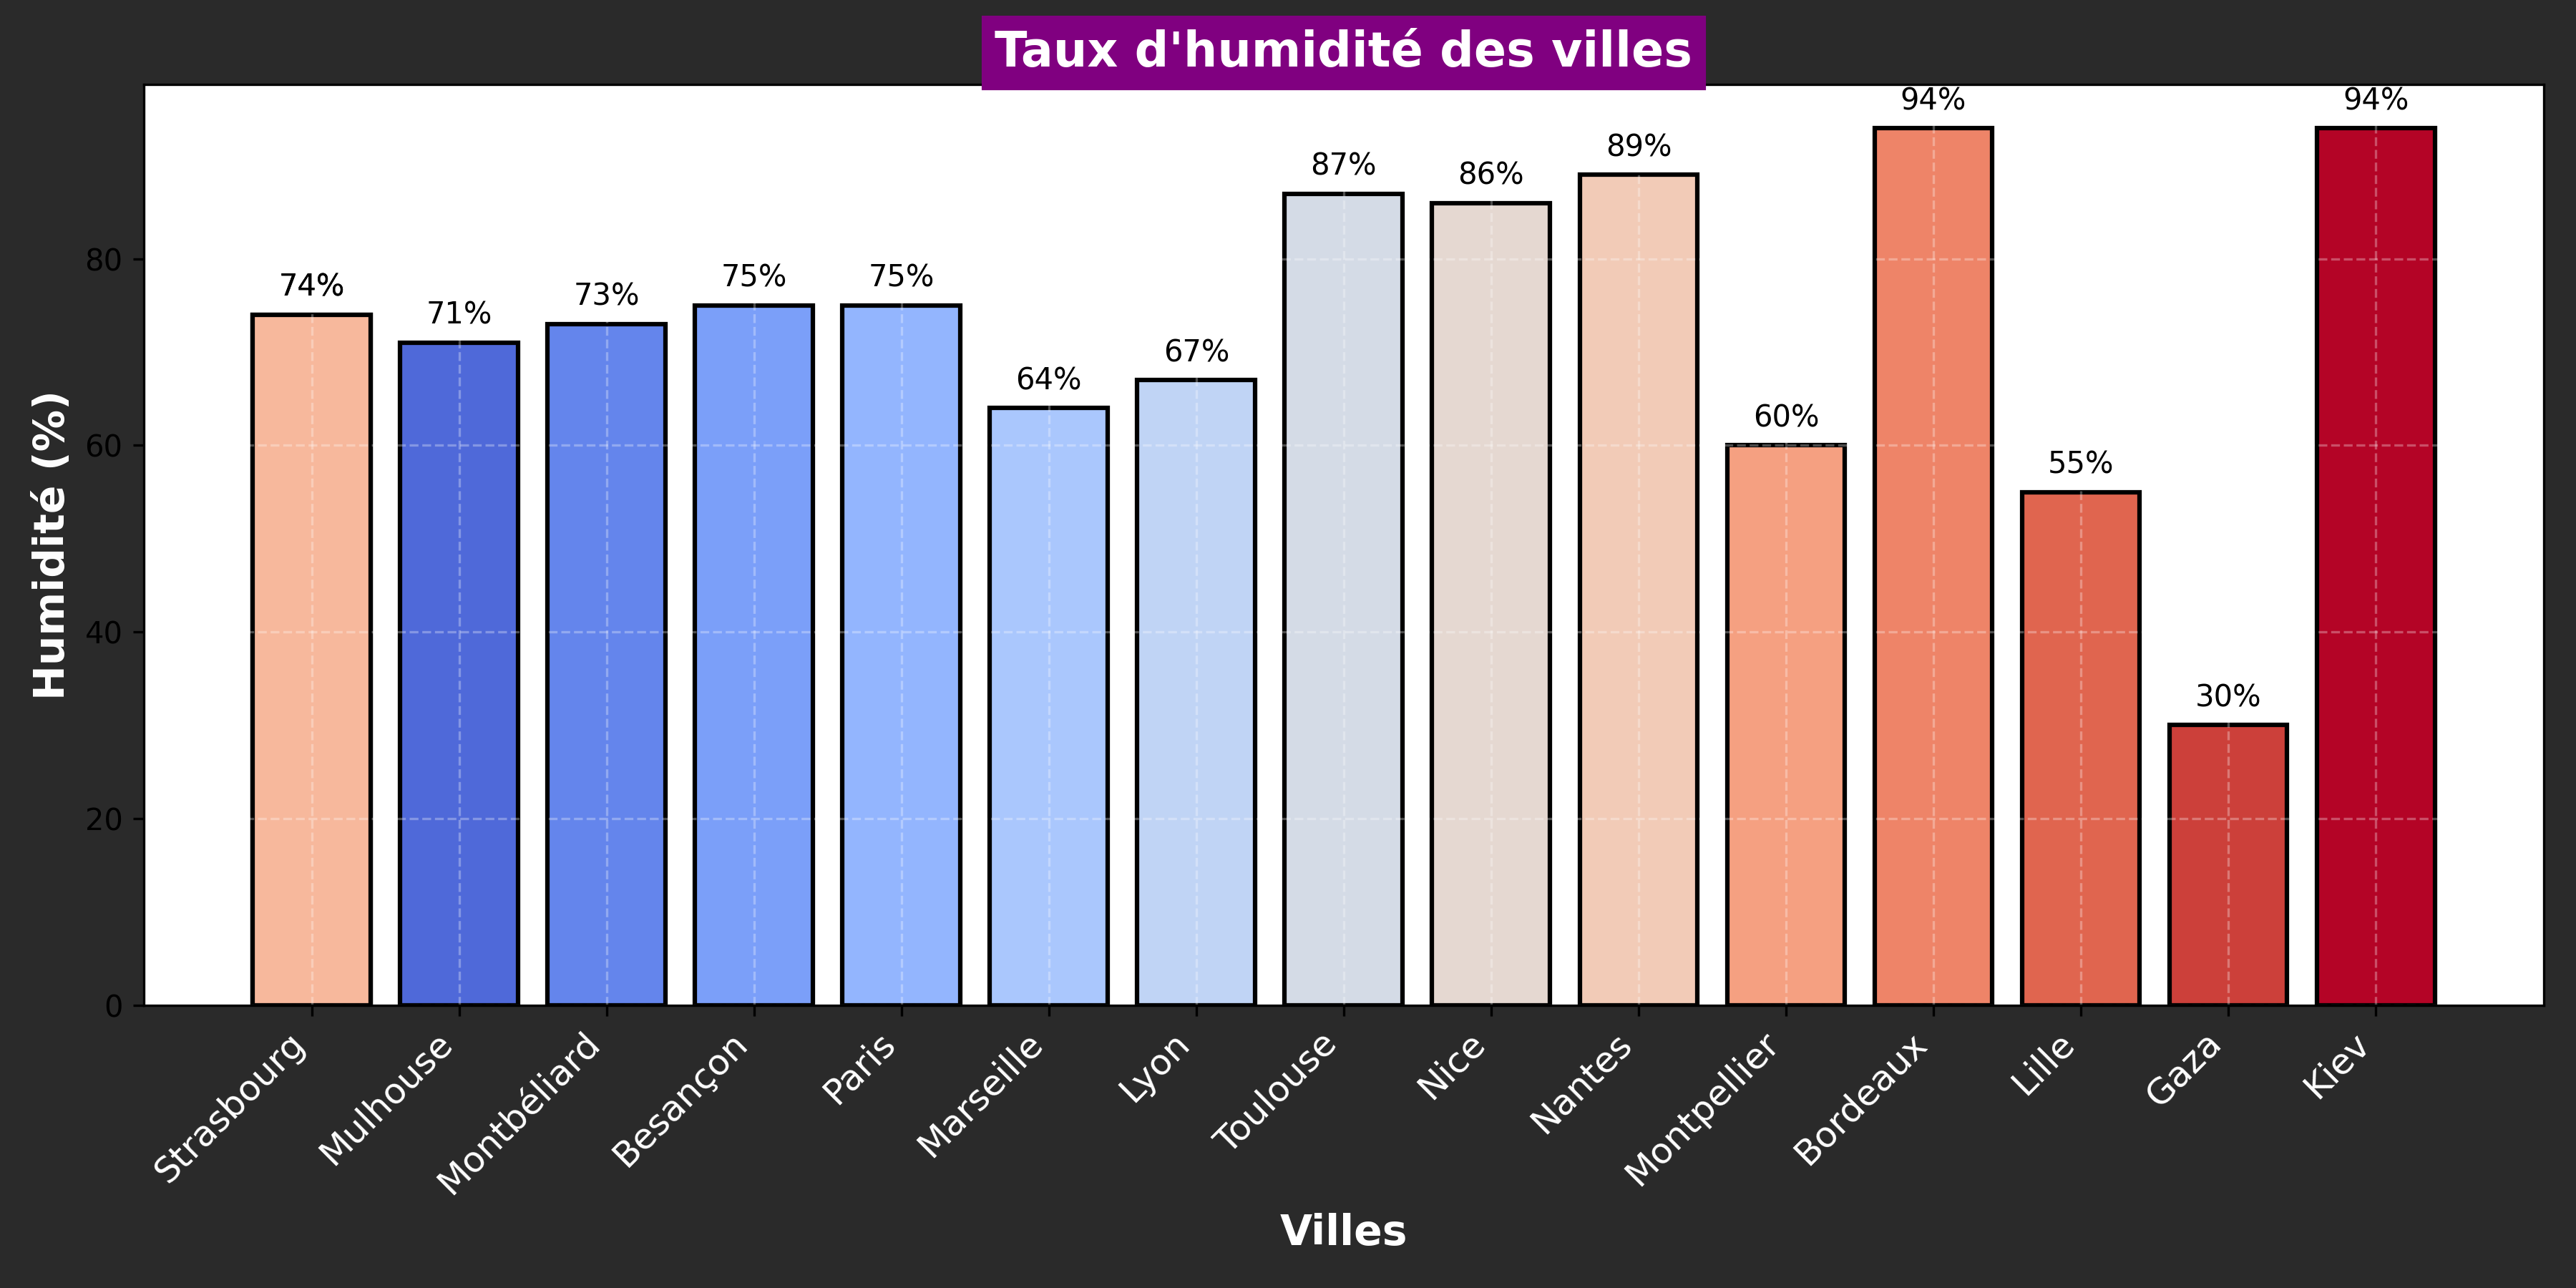 Taux d'humidité des villes
Humidité (%)
80
60
40
20
0
74%
71%
73%
75%
75%
64%
67%
87%
86%
89%
60%
94%
55%
30%
94%
Strasbourg
Mulhouse
Montbéliard
Besançon
Paris
Marseille
Lyon
Toulouse
Nice
Nantes
Montpellier
Bordeaux
Lille
Gaza
Kiev
Villes